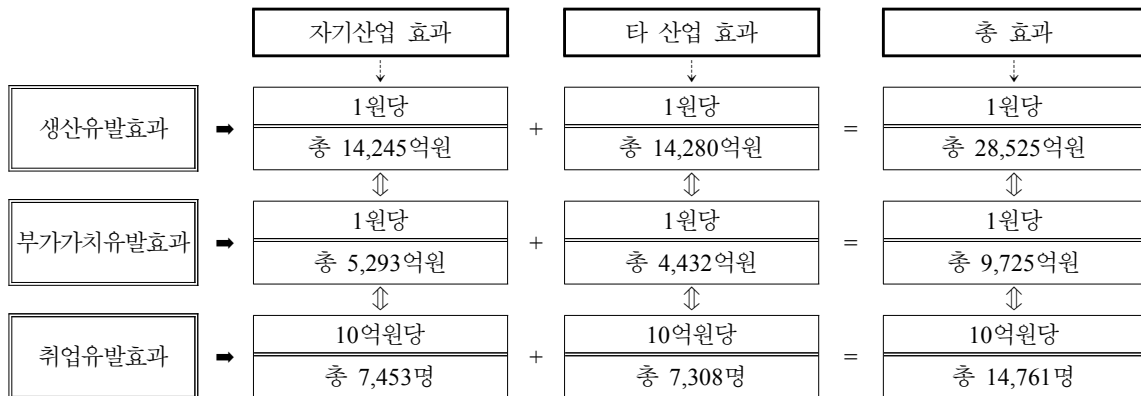 자기산업 효과 타 산업 효과 총 효과
1원당 1원당 1원당
생산유발효과 ➡ + =
총 14,245억원 총 14,280억원 총 28,525억원
⇕ ⇕ ⇕
1원당 1원당 1원당
부가가치유발효과 ➡ + =
총 5,293억원 총 4,432억원 총 9,725억원
⇕ ⇕ ⇕
10억원당 10억원당 10억원당
취업유발효과 ➡ + =
총 7,453명 총 7,308명 총 14,761명